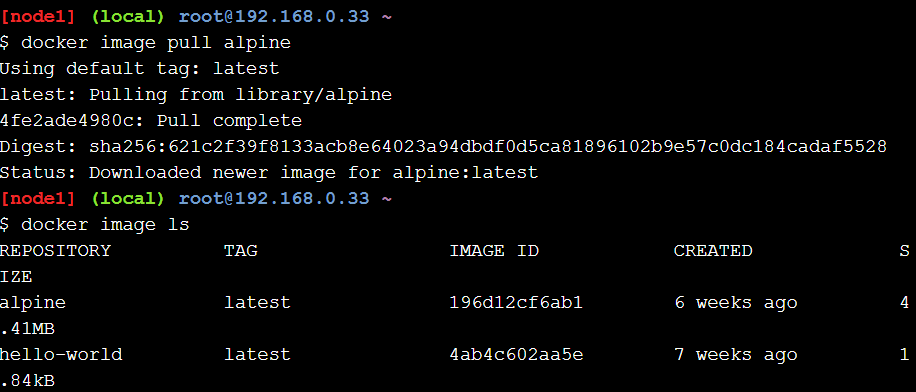 [node1] (local) root@192.168.0.33 ~
$ docker image pull alpine
Using default tag: latest
latest: Pulling from library/alpine
4fe2ade4980c: Pull complete
Digest: sha256:621c2f39f8133acb8e64023a94dbdf0d5ca81896102b9e57c0dc184cadaf5528
Status: Downloaded newer image for alpine:latest
[node1] (local) root@192.168.0.33 ~
$ docker image ls
REPOSITORY          TAG                 IMAGE ID            CREATED             S
IZE
alpine              latest              196d12cf6ab1        6 weeks ago         4
.41MB
hello-world         latest              4ab4c602aa5e        7 weeks ago         1
.84kB